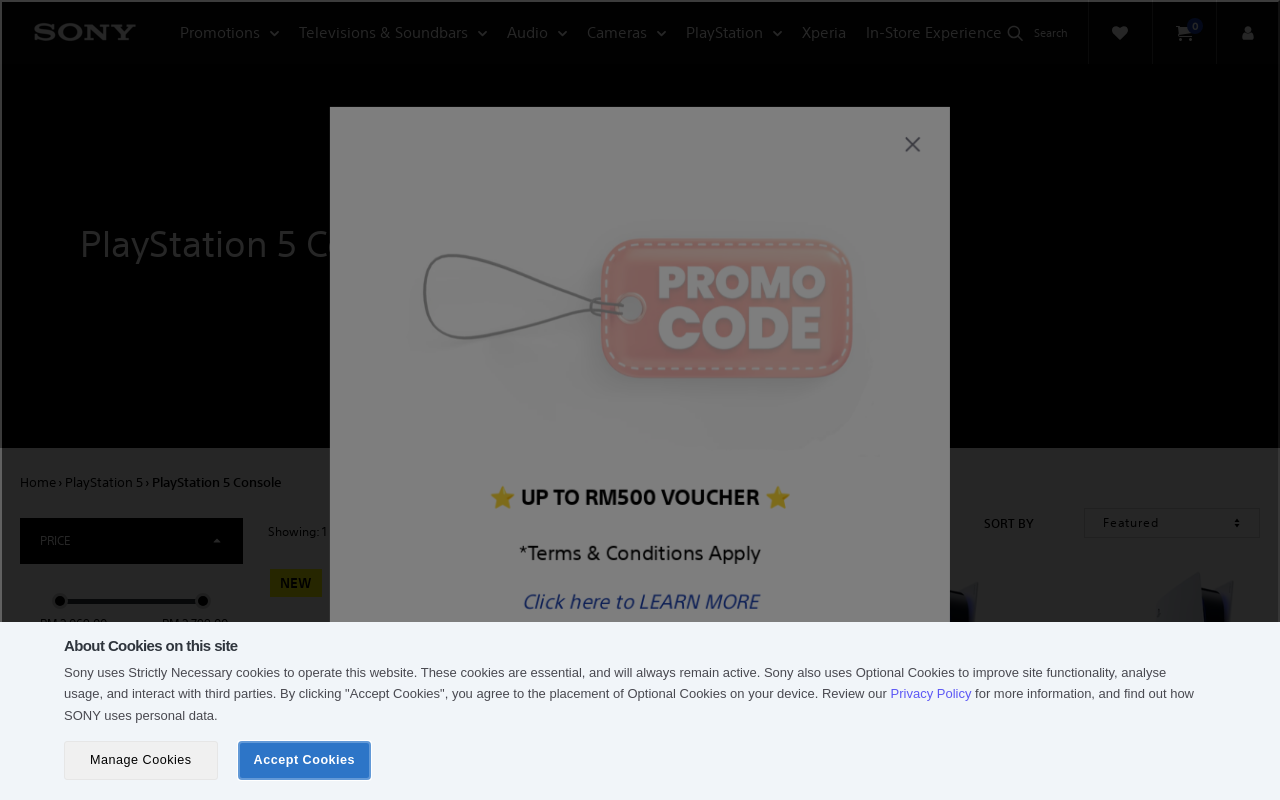 SONY
Promotions
Televisions & Soundbars
Audio
Cameras
PlayStation
Xperia
In-Store Experience
Search
0
PlayStation 5 Co
PROMO
CODE
⭐ UP TO RM500 VOUCHER ⭐
*Terms & Conditions Apply
Click here to LEARN MORE
Home › PlayStation 5 › PlayStation 5 Console
PRICE
Showing: 1
SORT BY
Featured
NEW
About Cookies on this site
Sony uses Strictly Necessary cookies to operate this website. These cookies are essential, and will always remain active. Sony also uses Optional Cookies to improve site functionality, analyse
usage, and interact with third parties. By clicking "Accept Cookies", you agree to the placement of Optional Cookies on your device. Review our Privacy Policy for more information, and find out how
SONY uses personal data.
Manage Cookies
Accept Cookies